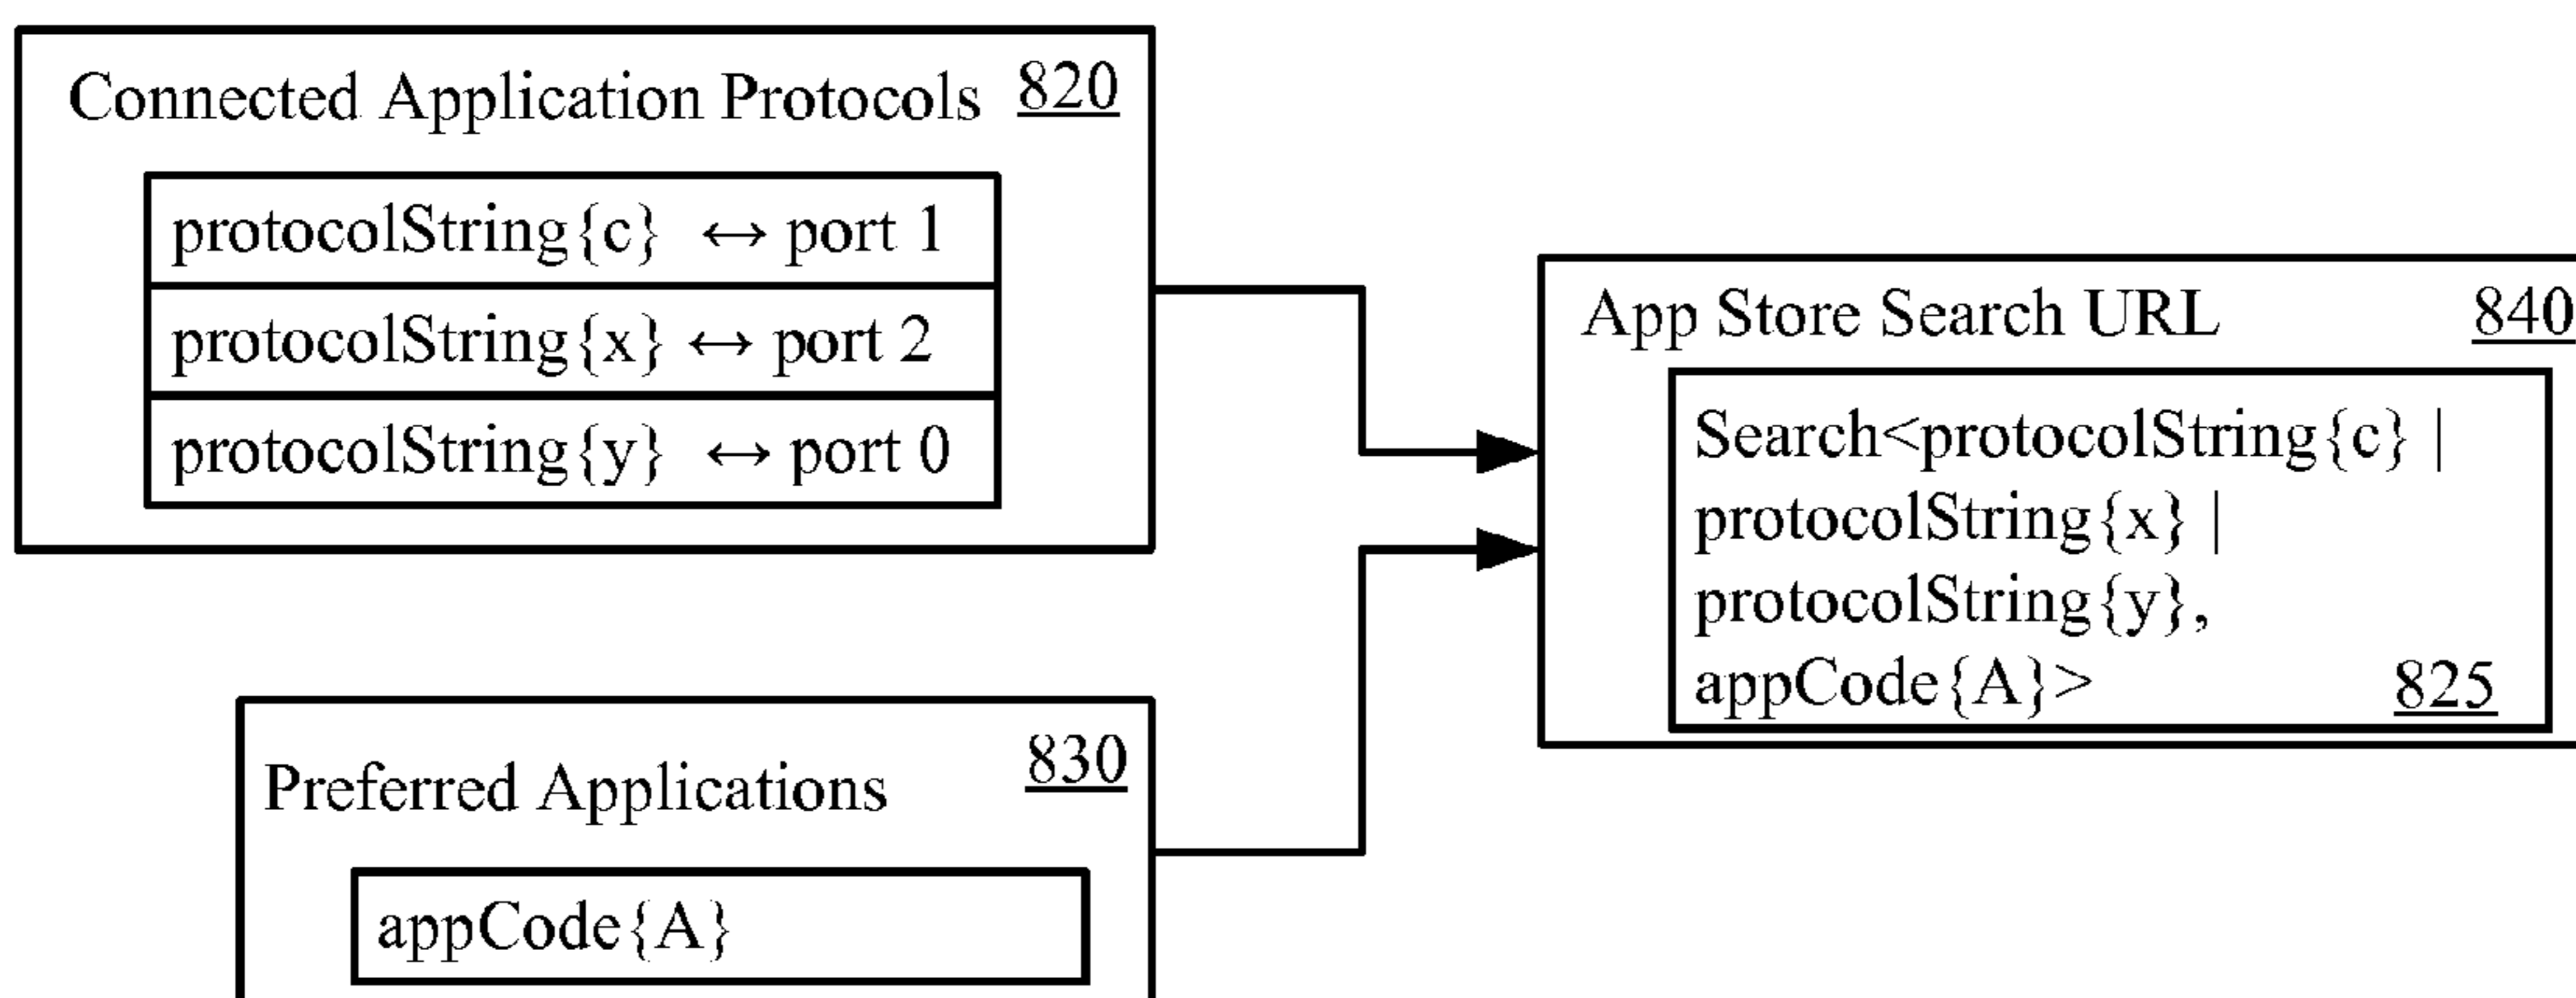 Connected Application Protocols 820
protocolString{c} ↔ port 1
protocolString{x} ↔ port 2
protocolString{y} ↔ port 0
App Store Search URL 840
Search<protocolString{c} |
protocolString{x} |
protocolString{y},
appCode{A}> 825
Preferred Applications 830
appCode{A}